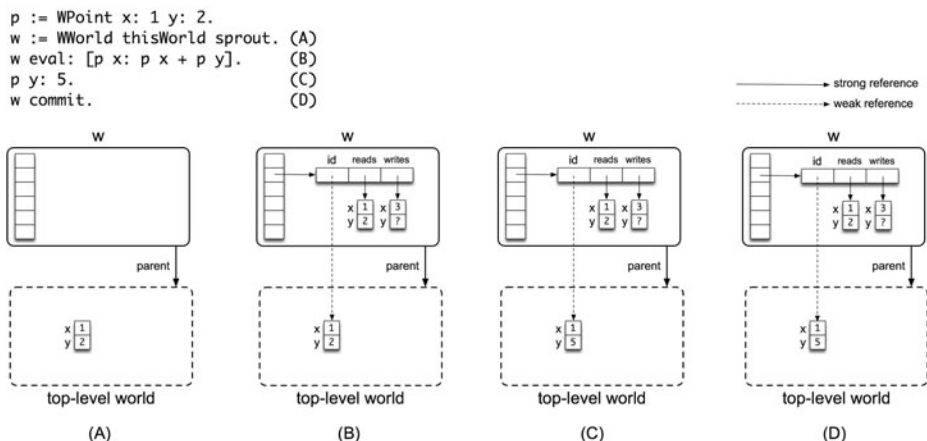 p := WPoint x: 1 y: 2.
w := WWorld thisWorld sprout. (A)
w eval: [p x: p x + p y]. (B)
p y: 5. (C)
w commit. (D)
strong reference
weak reference
w
parent
x 1
y 2
top-level world
(A)
w
id reads writes
x 1 x 3
y 2 y ?
parent
x 1
y 2
top-level world
(B)
w
id reads writes
x 1 x 3
y 2 y ?
parent
x 1
y 5
top-level world
(C)
w
id reads writes
x 1 x 3
y 2 y ?
parent
x 1
y 5
top-level world
(D)